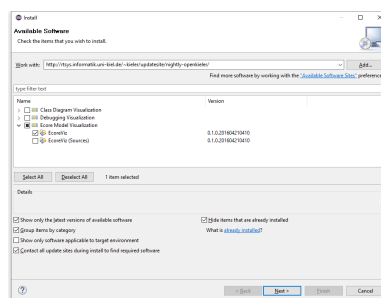 Install
Available Software
Check the items that you wish to install.
Work with: http://rtsys.informatik.uni-kiel.de/~kieler/updatesite/nightly-openkieler/
Add...
Find more software by working with the "Available Software Sites" preference
type filter text
Name Version
Class Diagram Visualization
Debugging Visualization
Ecore Model Visualization
EcoreViz 0.1.0.201604210410
EcoreViz (Sources) 0.1.0.201604210410
Select All Deselect All 1 item selected
Details
Show only the latest versions of available software Hide items that are already installed
Group items by category What is already installed?
Show only software applicable to target environment
Contact all update sites during install to find required software
? < Back Next > Finish Cancel